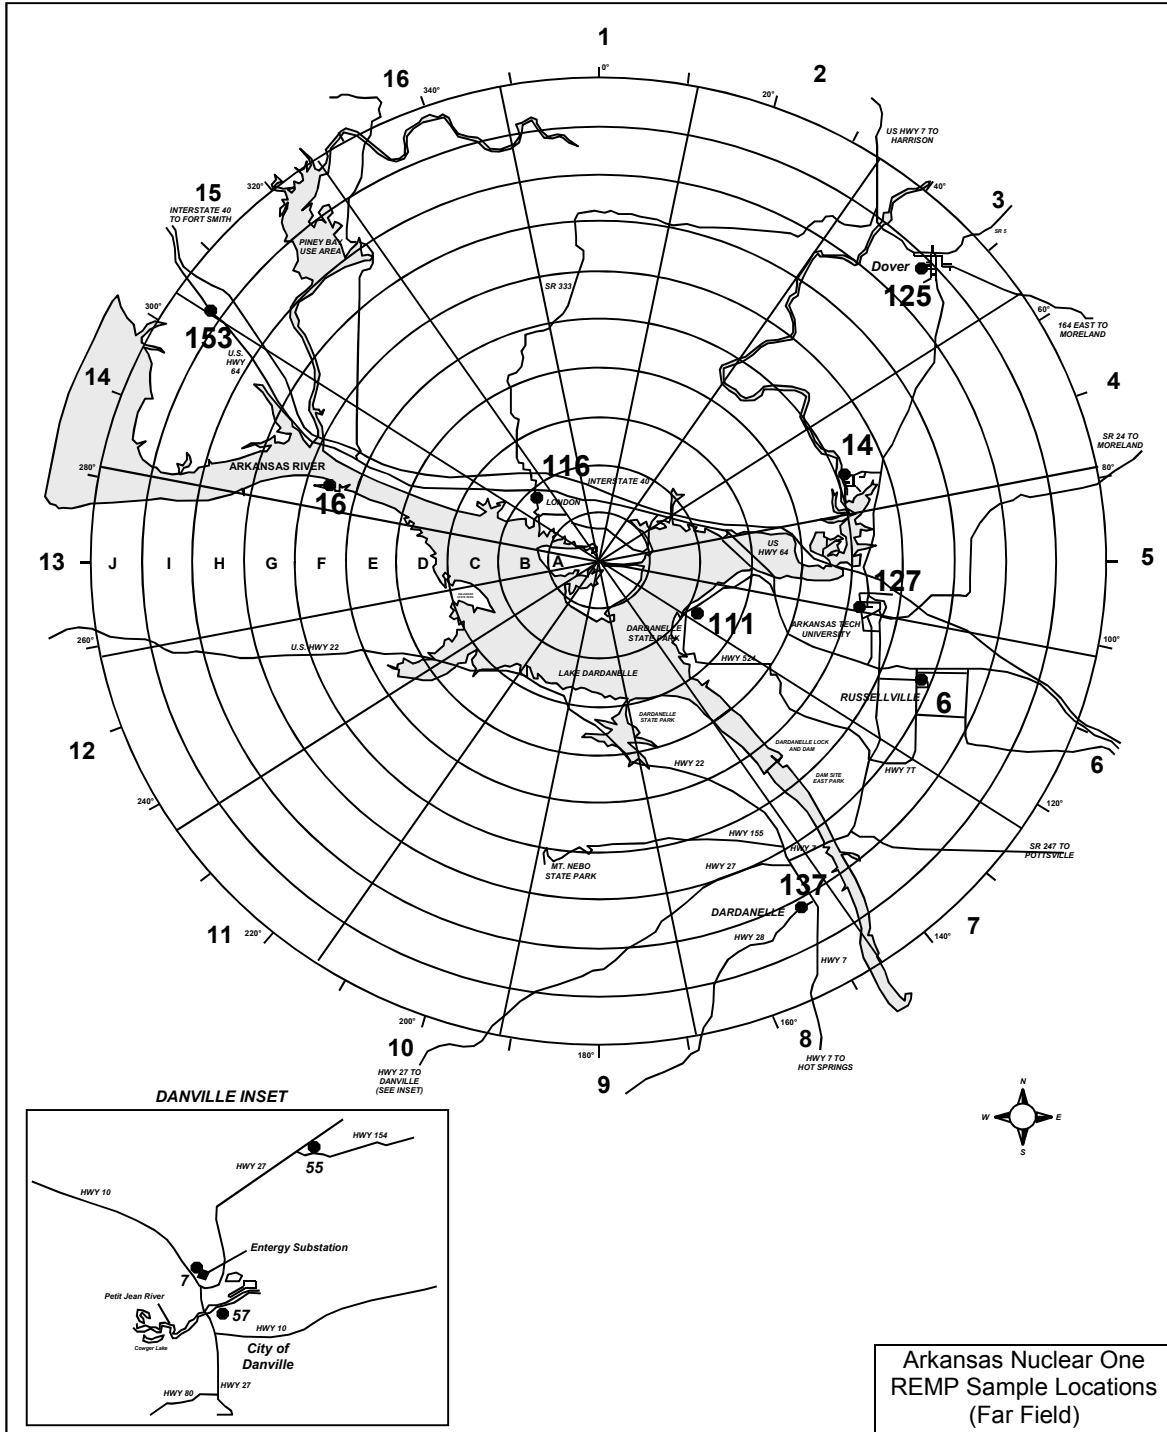 1
0°
16
340°
2
20°
US HWY 7 TO
HARRISON
15
320°
INTERSTATE 40
TO FORT SMITH
40°
3
SR 5
PINEY BAY
USE AREA
Dover
125
SR 333
300°
153
60°
164 EAST TO
MORELAND
U.S.
HWY
64
14
4
SR 24 TO
MORELAND
280°
ARKANSAS RIVER
16
116
LONDON
INTERSTATE 40
14
80°
13
J
I
H
G
F
E
D
C
B
A
US
HWY 64
5
127
111
DARDANELLE
STATE PARK
ARKANSAS TECH
UNIVERSITY
260°
U.S. HWY 22
100°
HWY 524
LAKE DARDANELLE
RUSSELLVILLE
6
DARDANELLE
STATE PARK
12
DARDANELLE LOCK
AND DAM
HWY 22
HWY 7T
6
DAM SITE
EAST PARK
240°
120°
HWY 155
HWY 7
SR 247 TO
POTTSVILLE
MT. NEBO
STATE PARK
HWY 27
137
DARDANELLE
11
220°
HWY 28
7
140°
HWY 7
200°
160°
10
180°
9
8
HWY 27 TO
DANVILLE
(SEE INSET)
HWY 7 TO
HOT SPRINGS
DANVILLE INSET
N
W
E
S
HWY 154
55
HWY 27
HWY 10
Entergy Substation
7
Petit Jean River
57
HWY 10
Cowger Lake
City of
Danville
HWY 27
HWY 80
Arkansas Nuclear One
REMP Sample Locations
(Far Field)